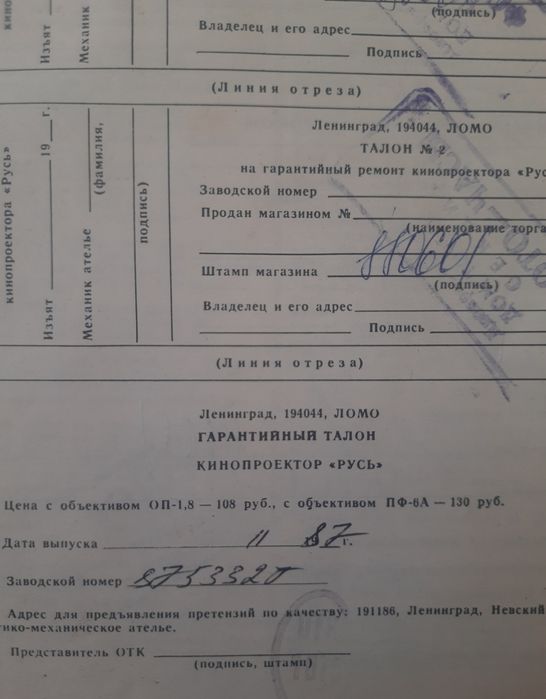 (подпись)
Владелец и его адрес
Подпись
Изъят 19
Механик
(Линия отреза)
кинопроектора «Русь»
Изъят 19 г.
Механик ателье
(фамилия,
подпись)
Ленинград, 194044, ЛОМО
ТАЛОН № 2
на гарантийный ремонт кинопроектора «Рус
Заводской номер
Продан магазином №
(наименование торга
Штамп магазина
(подпись)
Владелец и его адрес
Подпись
(Линия отреза)
Ленинград, 194044, ЛОМО
ГАРАНТИЙНЫЙ ТАЛОН
КИНОПРОЕКТОР «РУСЬ»
Цена с объективом ОП-1,8 — 108 руб., с объективом ПФ-6А — 130 руб.
Дата выпуска 11 1987 г.
Заводской номер
Адрес для предъявления претензий по качеству: 191186, Ленинград, Невский
тико-механическое ателье.
Представитель ОТК
(подпись, штамп)